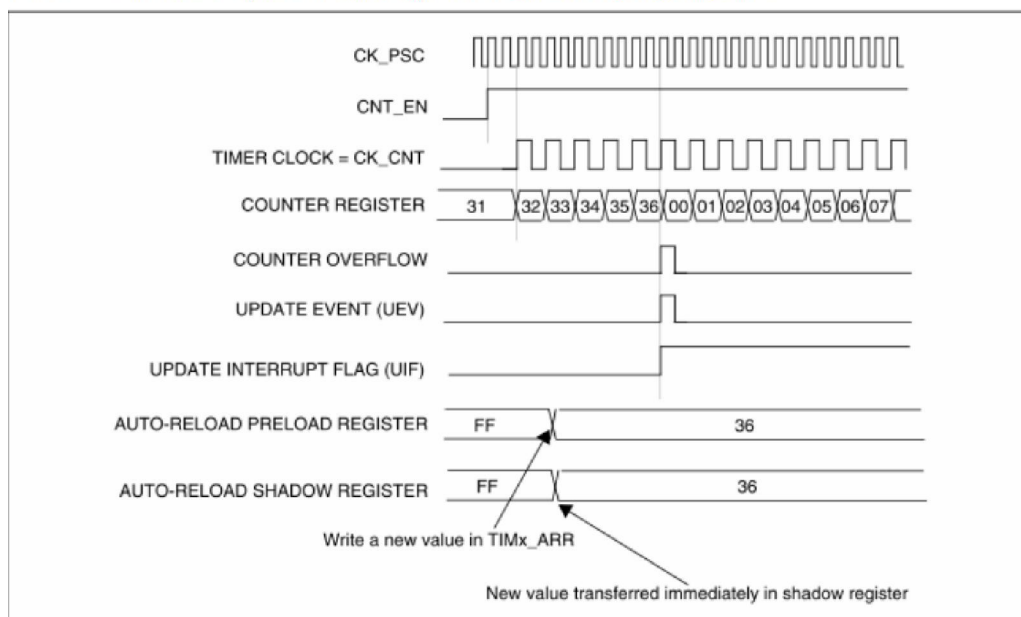 CK_PSC
CNT_EN
TIMER CLOCK = CK_CNT
COUNTER REGISTER 31 32 33 34 35 36 00 01 02 03 04 05 06 07
COUNTER OVERFLOW
UPDATE EVENT (UEV)
UPDATE INTERRUPT FLAG (UIF)
AUTO-RELOAD PRELOAD REGISTER FF 36
AUTO-RELOAD SHADOW REGISTER FF 36
Write a new value in TIMx_ARR
New value transferred immediately in shadow register